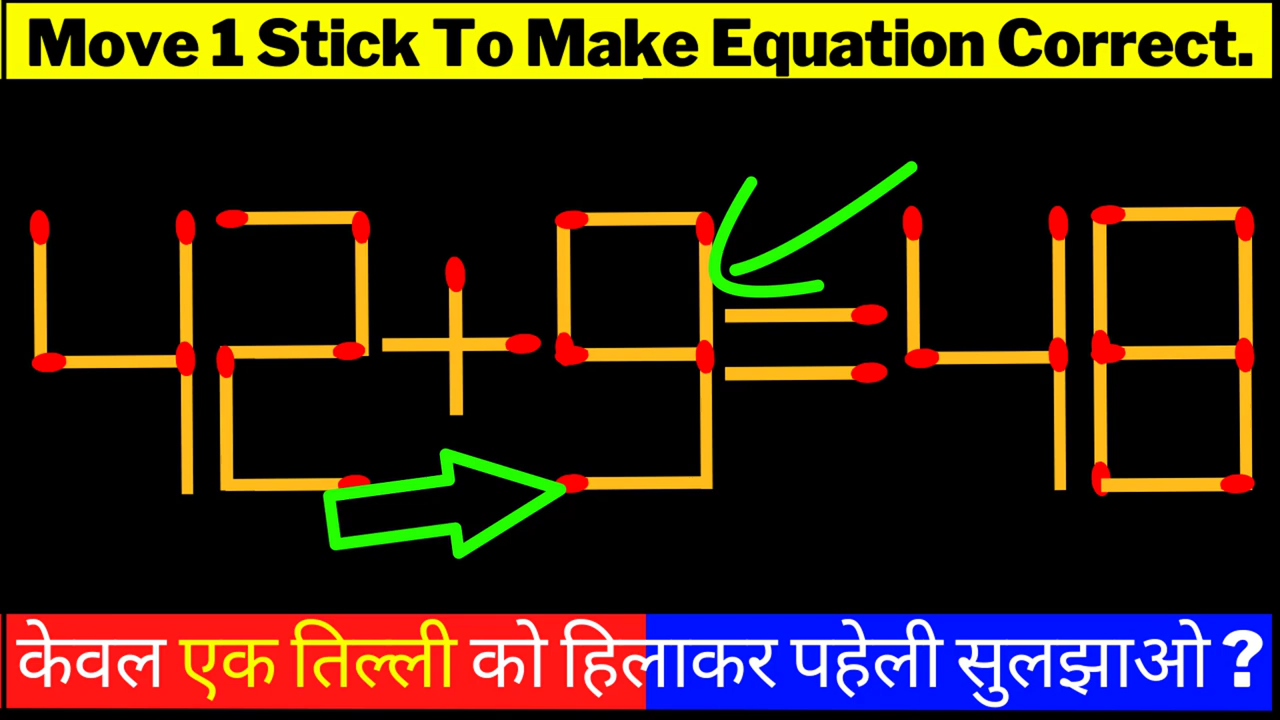 Move 1 Stick To Make Equation Correct.
42+9=48
केवल एक तिल्ली को हिलाकर पहेली सुलझाओ ?